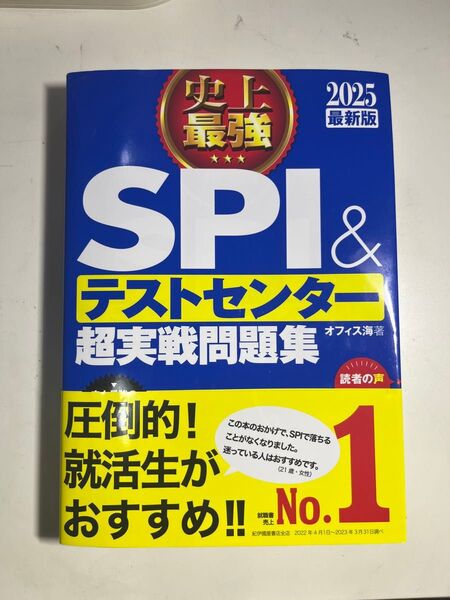 史上
最強
2025
最新版
SPI&
テストセンター
超実戦問題集
オフィス海著
読者の声
圧倒的!
就活生が
おすすめ!!
この本のおかげで、SPIで落ちる
ことがなくなりました。
迷っている人はおすすめです。
(21歳・女性)
就職書
売上
No.1
紀伊國屋書店全店 2022年4月1日〜2023年3月31日調べ